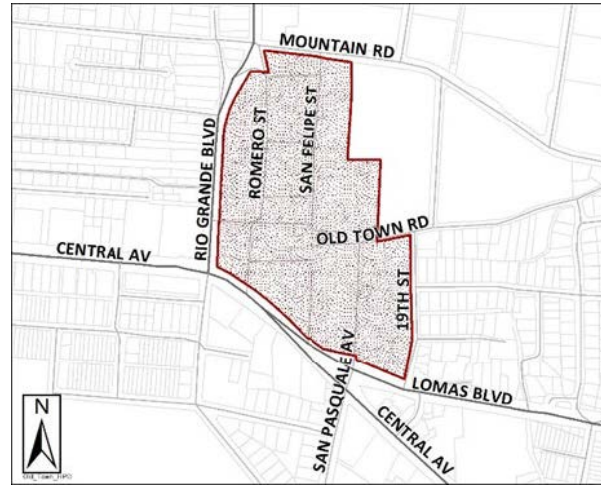 MOUNTAIN RD
SAN FELIPE ST
ROMERO ST
RIO GRANDE BLVD
OLD TOWN RD
CENTRAL AV
19TH ST
SAN PASQUALE AV
LOMAS BLVD
CENTRAL AV
N
Old_Town_HPO